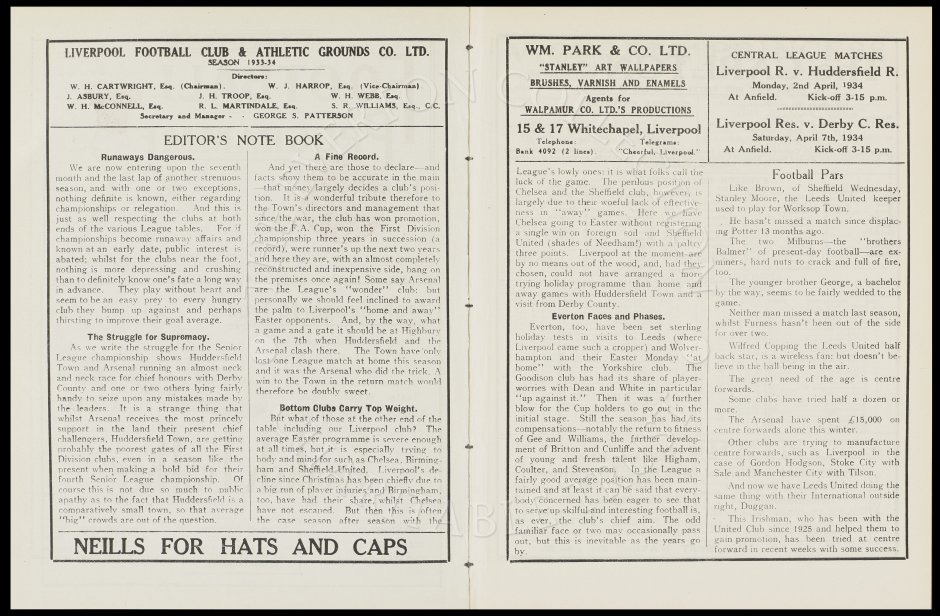 LIVERPOOL FOOTBALL CLUB & ATHLETIC GROUNDS CO. LTD.
SEASON 1933-34
Directors:
W. H. CARTWRIGHT, Esq. (Chairman). W. J. HARROP, Esq. (Vice-Chairman)
J. ASBURY, Esq. J. H. TROOP, Esq. W. H. WEBB, Esq.
W. H. McCONNELL, Esq. R. L. MARTINDALE, Esq. S. R. WILLIAMS, Esq., C.C.
Secretary and Manager - - GEORGE S. PATTERSON
EDITOR'S NOTE BOOK
Runaways Dangerous.
We are now entering upon the seventh
month and the last lap of another strenuous
season, and with one or two exceptions,
nothing definite is known, either regarding
championships or relegation. And this is
just as well respecting the clubs at both
ends of the various League tables. For if
championships become runaway affairs and
known at an early date, public interest is
abated; whilst for the clubs near the foot,
nothing is more depressing and crushing
than to definitely know one's fate a long way
in advance. They play without heart and
seem to be an easy prey to every hungry
club they bump up against and perhaps
thirsting to improve their goal average.
The Struggle for Supremacy.
As we write the struggle for the Senior
League championship shows Huddersfield
Town and Arsenal running an almost neck
and neck race for chief honours with Derby
County and one or two others lying fairly
handy to seize upon any mistakes made by
the leaders. It is a strange thing that
whilst Arsenal receives the most princely
support in the land their present chief
challengers, Huddersfield Town, are getting
probably the poorest gates of all the First
Division clubs, even in a season like the
present when making a bold bid for their
fourth Senior League championship. Of
course this is not due so much to public
apathy as to the fact that Huddersfield is a
comparatively small town, so that average
"big" crowds are out of the question.
A Fine Record.
And yet there are those to declare—and
facts show them to be accurate in the main
—that money largely decides a club's posi-
tion. It is a wonderful tribute therefore to
the Town's directors and management that
since the war, the club has won promotion,
won the F.A. Cup, won the First Division
championship three years in succession (a
record), were runner's up the next two years
and here they are, with an almost completely
reconstructed and inexpensive side, bang on
the premises once again! Some say Arsenal
are the League's "wonder" club: but
personally we should feel inclined to award
the palm to Liverpool's "home and away"
Easter opponents. And, by the way, what
a game and a gate it should be at Highbury
on the 7th when Huddersfield and the
Arsenal clash there. The Town have only
lost one League match at home this season
and it was the Arsenal who did the trick. A
win to the Town in the return match would
therefore be doubly sweet.
Bottom Clubs Carry Top Weight.
But what of those at the other end of the
table including our Liverpool club? The
average Easter programme is severe enough
at all times, but it is especially trying to
body and mind for such as Chelsea, Birming-
ham and Sheffield United. Liverpool's de-
cline since Christmas has been chiefly due to
a big run of player injuries and Birmingham,
too, have had their share, whilst Chelsea
have not escaped. But then this is often
the case season after season with the
NEILLS FOR HATS AND CAPS
WM. PARK & CO. LTD.
"STANLEY" ART WALLPAPERS
BRUSHES, VARNISH AND ENAMELS
Agents for
WALPAMUR CO. LTD.'S PRODUCTIONS
15 & 17 Whitechapel, Liverpool
Telephone: Telegrams:
Bank 4092 (2 lines). "Cheerful, Liverpool."
CENTRAL LEAGUE MATCHES
Liverpool R. v. Huddersfield R.
Monday, 2nd April, 1934
At Anfield. Kick-off 3-15 p.m.
Liverpool Res. v. Derby C. Res.
Saturday, April 7th, 1934
At Anfield. Kick-off 3-15 p.m.
League's lowly ones: it is what folks call the
luck of the game. The perilous position of
Chelsea and the Sheffield club, however, is
largely due to their woeful lack of effective-
ness in "away" games. Here we have
Chelsea going to Easter without registering
a single win on foreign soil and Sheffield
United (shades of Needham!) with a paltry
three points. Liverpool at the moment are
by no means out of the wood, and, had they
chosen, could not have arranged a more
trying holiday programme than home and
away games with Huddersfield Town and a
visit from Derby County.
Everton Faces and Phases.
Everton, too, have been set sterling
holiday tests in visits to Leeds (where
Liverpool came such a cropper) and Wolver-
hampton and their Easter Monday "at
home" with the Yorkshire club. The
Goodison club has had its share of player-
worries with Dean and White in particular
"up against it." Then it was a further
blow for the Cup holders to go out in the
initial stage. Still the season has had its
compensations—notably the return to fitness
of Gee and Williams, the further develop-
ment of Britton and Cunliffe and the advent
of young and fresh talent like Higham,
Coulter, and Stevenson. In the League a
fairly good average position has been main-
tained and at least it can be said that every-
body concerned has been eager to see that
to serve up skilful and interesting football is,
as ever, the club's chief aim. The odd
familiar face or two may occasionally pass
out, but this is inevitable as the years go
by.
Football Pars
Like Brown, of Sheffield Wednesday,
Stanley Moore, the Leeds United keeper
used to play for Worksop Town.
He hasn't missed a match since displac-
ing Potter 13 months ago.
The two Milburns—the "brothers
Balmer" of present-day football—are ex-
miners, hard nuts to crack and full of fire,
too.
The younger brother George, a bachelor
by the way, seems to be fairly wedded to the
game.
Neither man missed a match last season,
whilst Furness hasn't been out of the side
for over two.
Wilfred Copping the Leeds United half
back star, is a wireless fan: but doesn't be-
lieve in the ball being in the air.
The great need of the age is centre
forwards.
Some clubs have tried half a dozen or
more.
The Arsenal have spent £15,000 on
centre forwards alone this winter.
Other clubs are trying to manufacture
centre forwards, such as Liverpool in the
case of Gordon Hodgson, Stoke City with
Sale and Manchester City with Tilson.
And now we have Leeds United doing the
same thing with their International outside
right, Duggan.
This Irishman, who has been with the
United Club since 1925 and helped them to
gain promotion, has been tried at centre
forward in recent weeks with some success.